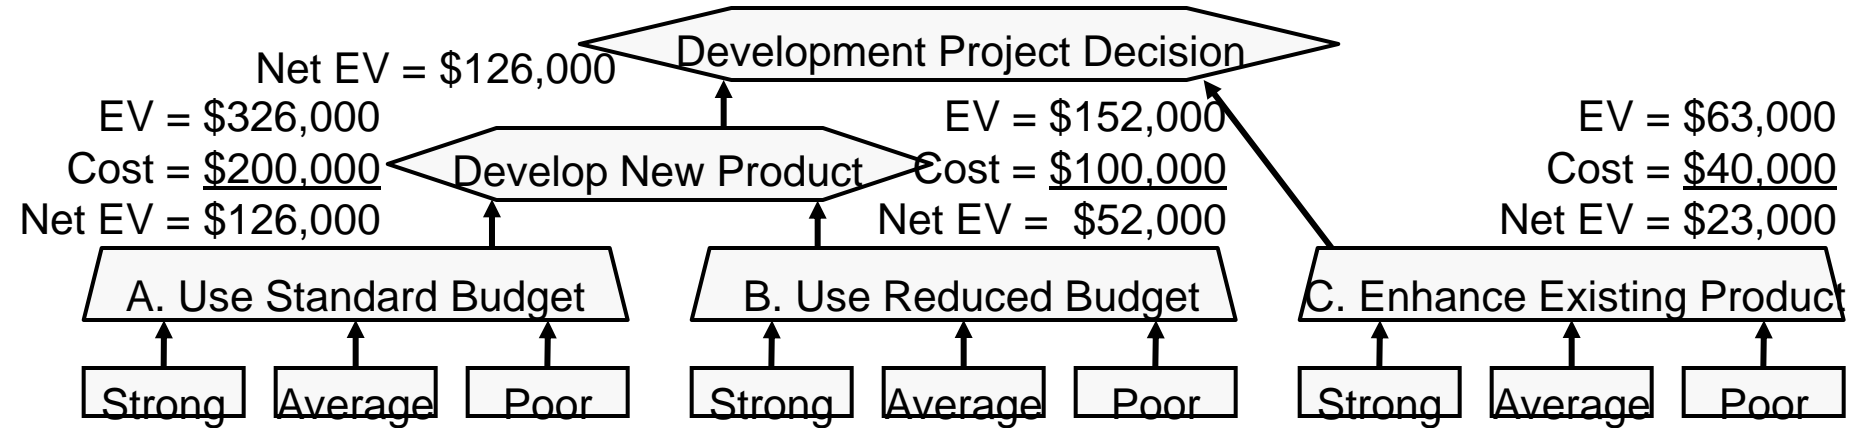 Development Project Decision
Net EV = $126,000
EV = $326,000
Cost = $200,000
Net EV = $126,000
Develop New Product
EV = $152,000
Cost = $100,000
Net EV = $52,000
EV = $63,000
Cost = $40,000
Net EV = $23,000
A. Use Standard Budget
B. Use Reduced Budget
C. Enhance Existing Product
Strong
Average
Poor
Strong
Average
Poor
Strong
Average
Poor